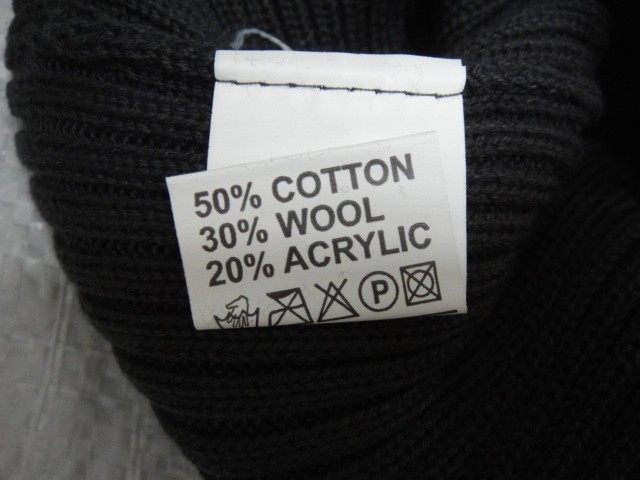 50% COTTON
30% WOOL
20% ACRYLIC
P